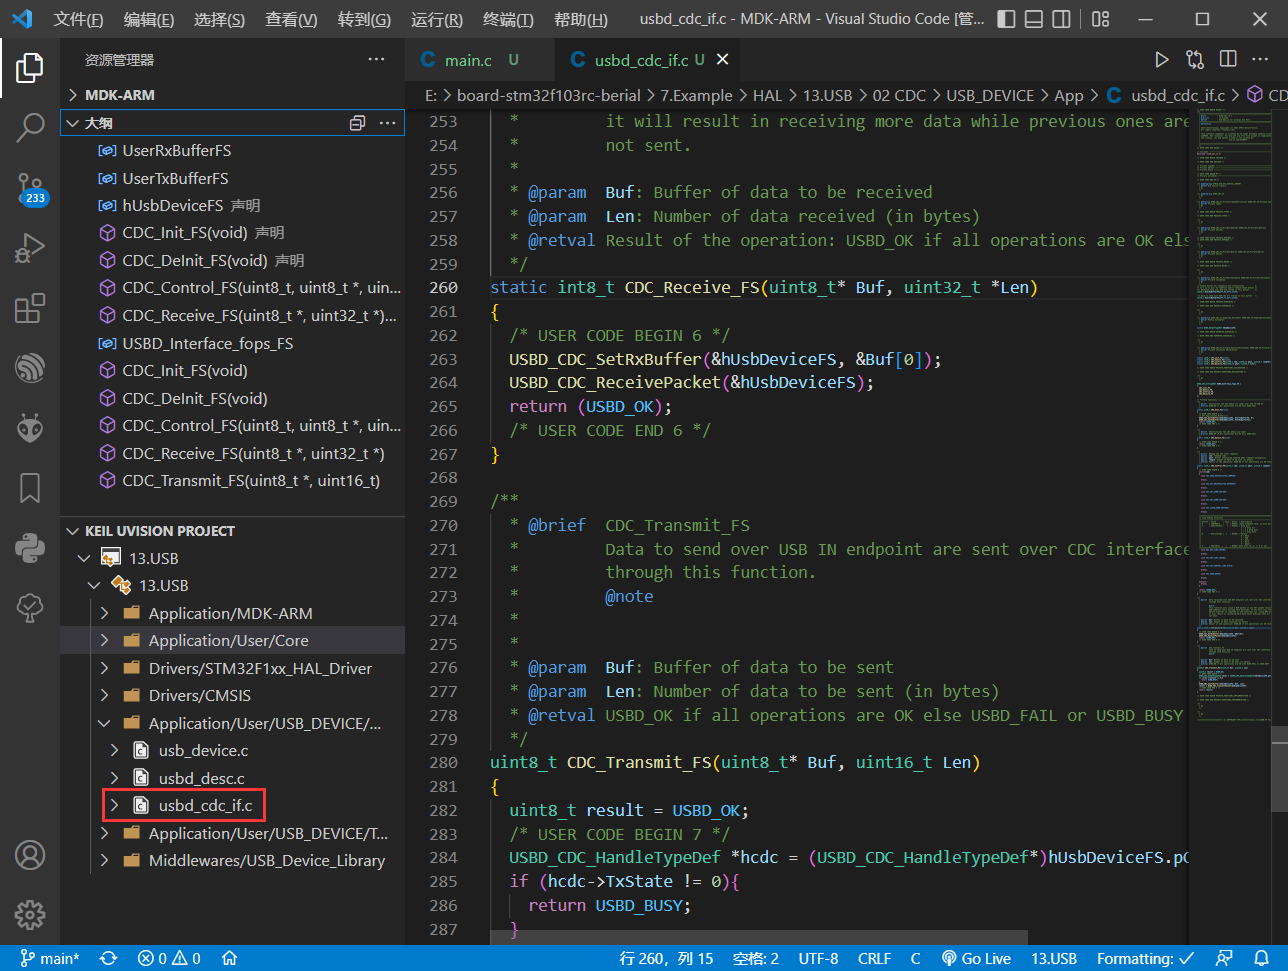 文件(F) 编辑(E) 选择(S) 查看(V) 转到(G) 运行(R) 终端(T) 帮助(H) usbd_cdc_if.c - MDK-ARM - Visual Studio Code [管...
资源管理器
main.c U
usbd_cdc_if.c U
MDK-ARM
E: > board-stm32f103rc-berial > 7.Example > HAL > 13.USB > 02 CDC > USB_DEVICE > App > usbd_cdc_if.c > CD
大纲
UserRxBufferFS
UserTxBufferFS
hUsbDeviceFS 声明
CDC_Init_FS(void) 声明
CDC_DeInit_FS(void) 声明
CDC_Control_FS(uint8_t, uint8_t *, uin...
CDC_Receive_FS(uint8_t *, uint32_t *)...
USBD_Interface_fops_FS
CDC_Init_FS(void)
CDC_DeInit_FS(void)
CDC_Control_FS(uint8_t, uint8_t *, uin...
CDC_Receive_FS(uint8_t *, uint32_t *)
CDC_Transmit_FS(uint8_t *, uint16_t)
233
KEIL UVISION PROJECT
13.USB
13.USB
Application/MDK-ARM
Application/User/Core
Drivers/STM32F1xx_HAL_Driver
Drivers/CMSIS
Application/User/USB_DEVICE/...
usb_device.c
usbd_desc.c
usbd_cdc_if.c
Application/User/USB_DEVICE/T...
Middlewares/USB_Device_Library
253 * it will result in receiving more data while previous ones are
254 * not sent.
255 *
256 * @param Buf: Buffer of data to be received
257 * @param Len: Number of data received (in bytes)
258 * @retval Result of the operation: USBD_OK if all operations are OK els
259 */
260 static int8_t CDC_Receive_FS(uint8_t* Buf, uint32_t *Len)
261 {
262 /* USER CODE BEGIN 6 */
263 USBD_CDC_SetRxBuffer(&hUsbDeviceFS, &Buf[0]);
264 USBD_CDC_ReceivePacket(&hUsbDeviceFS);
265 return (USBD_OK);
266 /* USER CODE END 6 */
267 }
268
269 /**
270 * @brief CDC_Transmit_FS
271 * Data to send over USB IN endpoint are sent over CDC interface
272 * through this function.
273 * @note
274 *
275 *
276 * @param Buf: Buffer of data to be sent
277 * @param Len: Number of data to be sent (in bytes)
278 * @retval USBD_OK if all operations are OK else USBD_FAIL or USBD_BUSY
279 */
280 uint8_t CDC_Transmit_FS(uint8_t* Buf, uint16_t Len)
281 {
282 uint8_t result = USBD_OK;
283 /* USER CODE BEGIN 7 */
284 USBD_CDC_HandleTypeDef *hcdc = (USBD_CDC_HandleTypeDef*)hUsbDeviceFS.pC
285 if (hcdc->TxState != 0){
286 return USBD_BUSY;
287 }
main* 0 0 行 260，列 15 空格: 2 UTF-8 CRLF C Go Live 13.USB Formatting: ✓